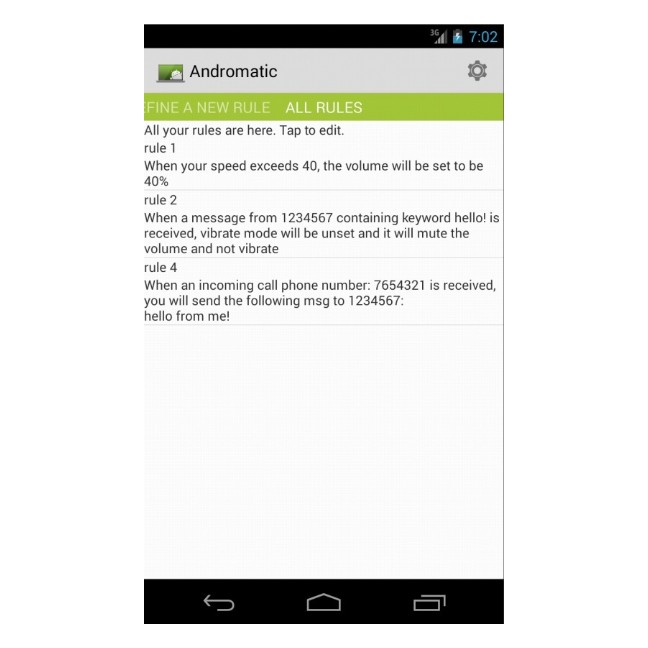 3G 7:02
Andromatic
EFINE A NEW RULE ALL RULES
All your rules are here. Tap to edit.
rule 1
When your speed exceeds 40, the volume will be set to be
40%
rule 2
When a message from 1234567 containing keyword hello! is
received, vibrate mode will be unset and it will mute the
volume and not vibrate
rule 4
When an incoming call phone number: 7654321 is received,
you will send the following msg to 1234567:
hello from me!